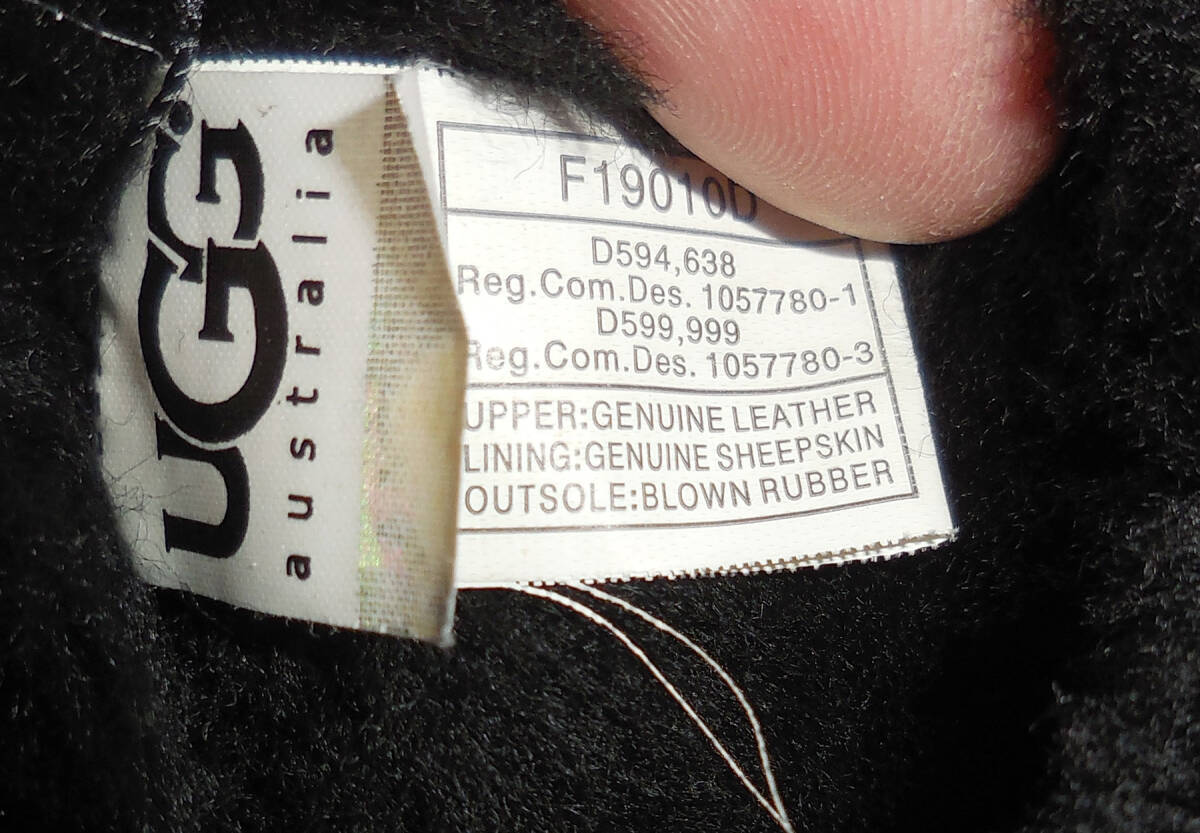 UGG
australia
F19010D
D594,638
Reg.Com.Des. 1057780-1
D599,999
Reg.Com.Des. 1057780-3
UPPER:GENUINE LEATHER
LINING:GENUINE SHEEPSKIN
OUTSOLE:BLOWN RUBBER